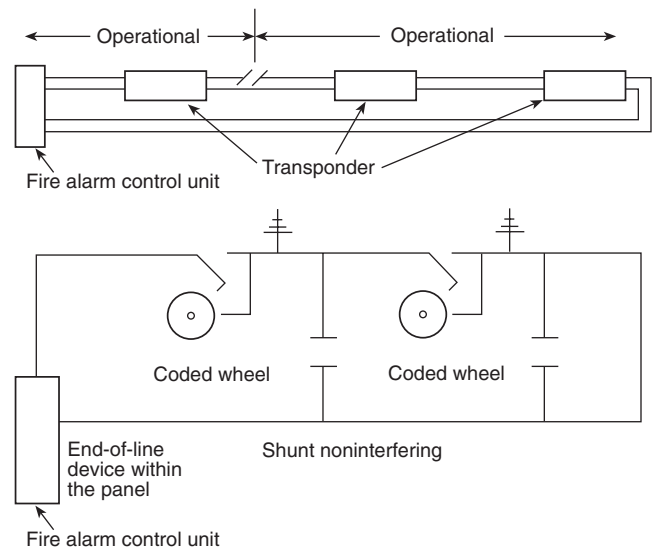 Operational
Operational
Transponder
Fire alarm control unit
Coded wheel
Coded wheel
End-of-line
device within
the panel
Shunt noninterfering
Fire alarm control unit